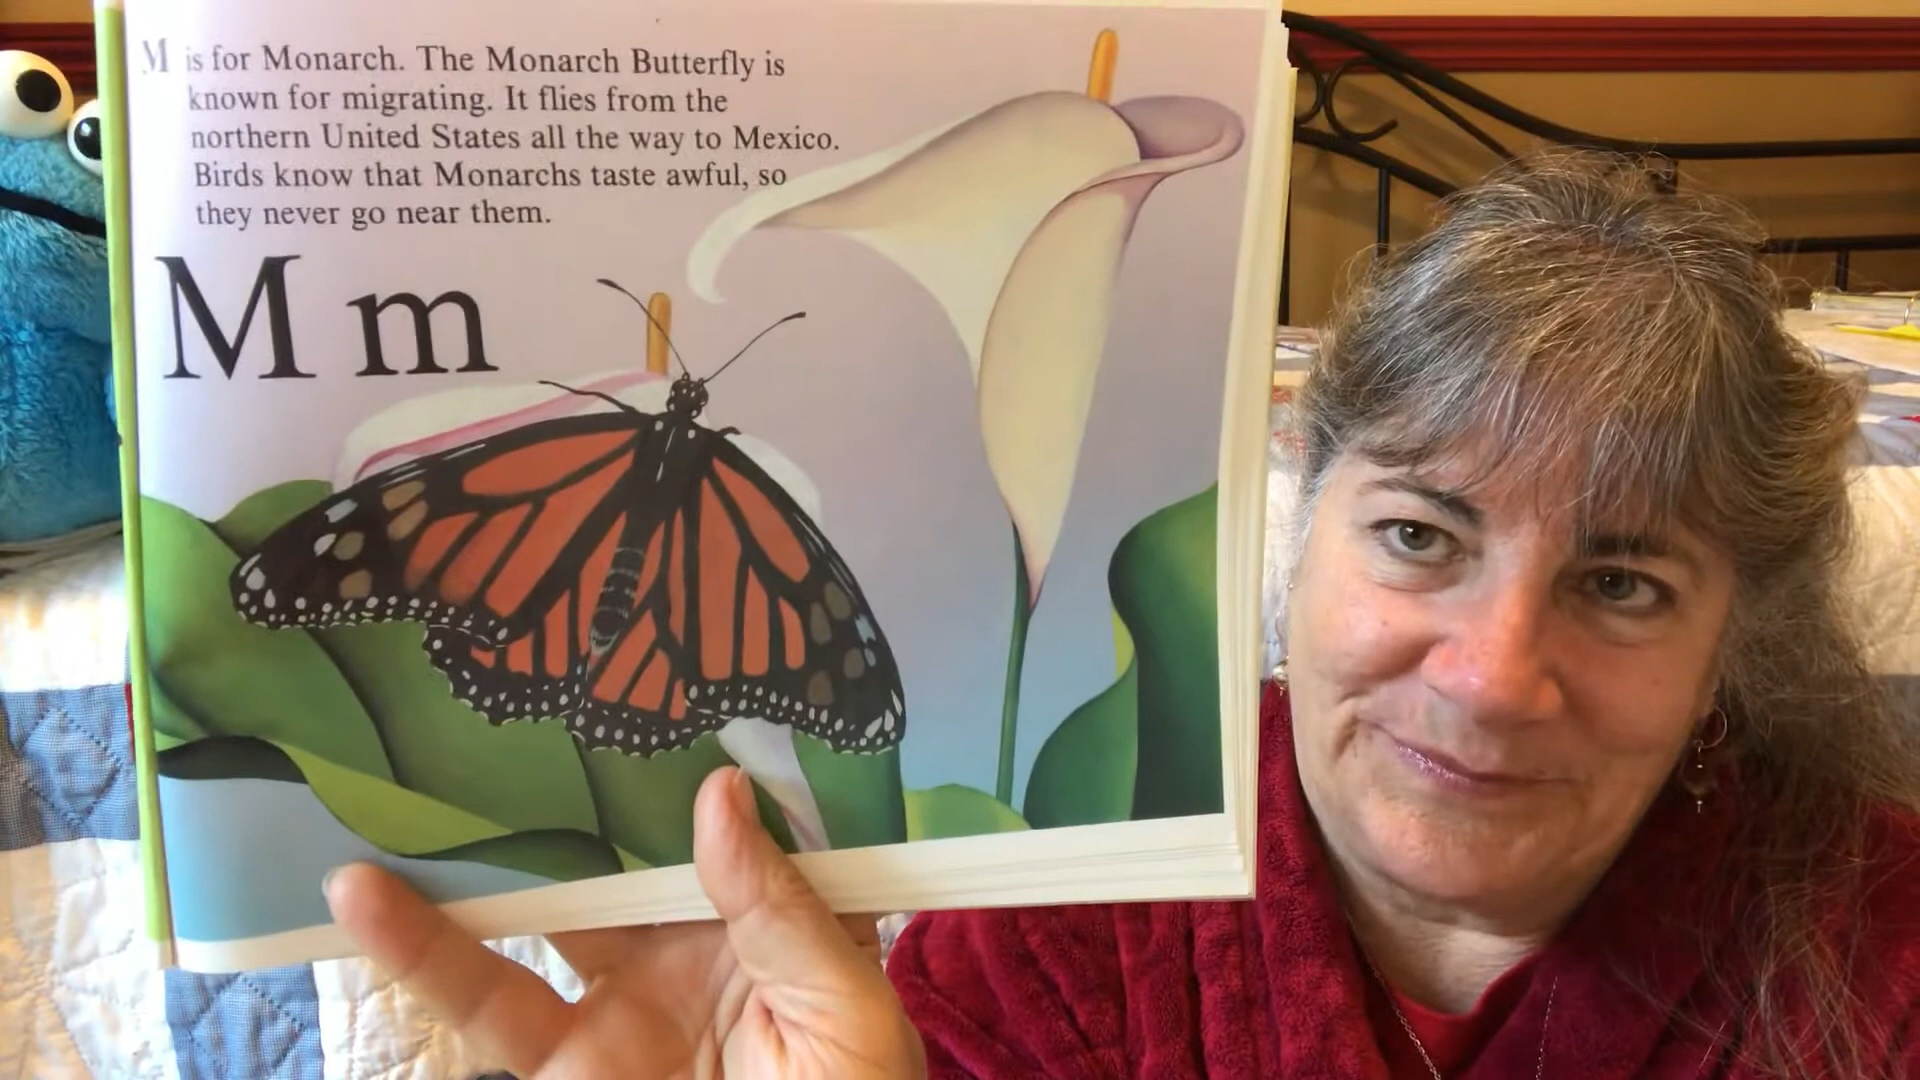 M is for Monarch. The Monarch Butterfly is
known for migrating. It flies from the
northern United States all the way to Mexico.
Birds know that Monarchs taste awful, so
they never go near them.
M m